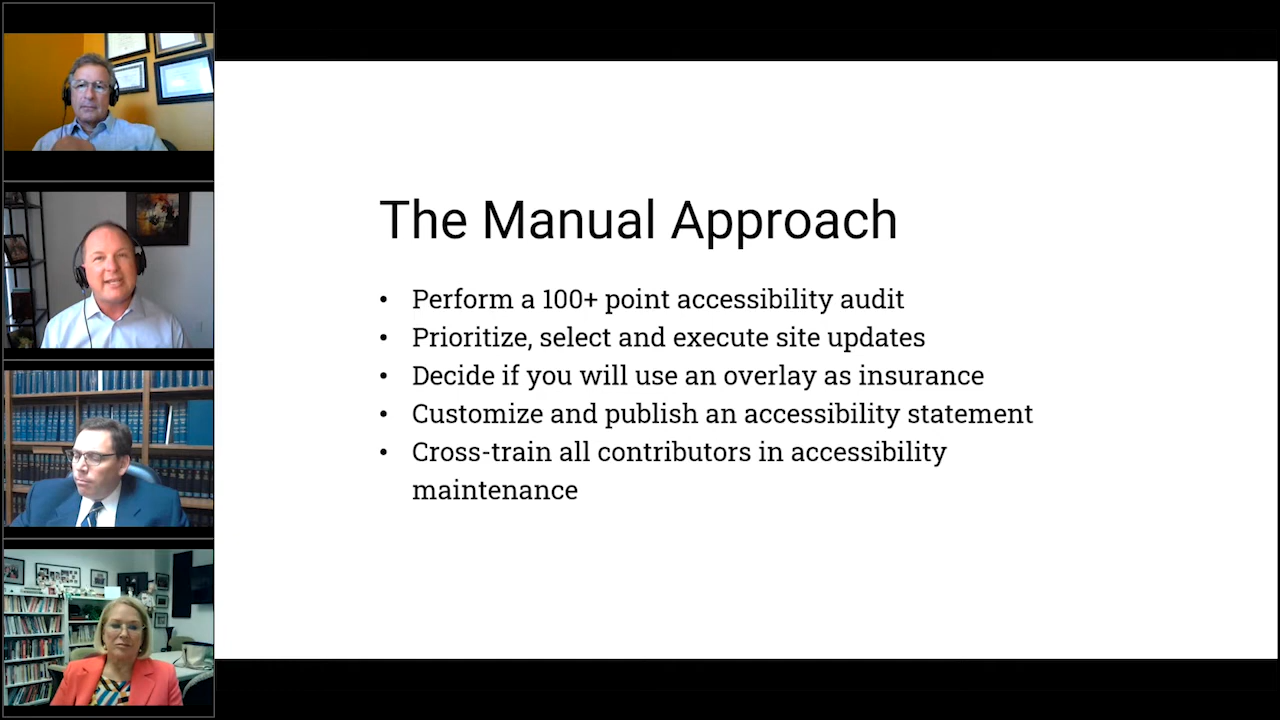 The Manual Approach
• Perform a 100+ point accessibility audit
• Prioritize, select and execute site updates
• Decide if you will use an overlay as insurance
• Customize and publish an accessibility statement
• Cross-train all contributors in accessibility
maintenance